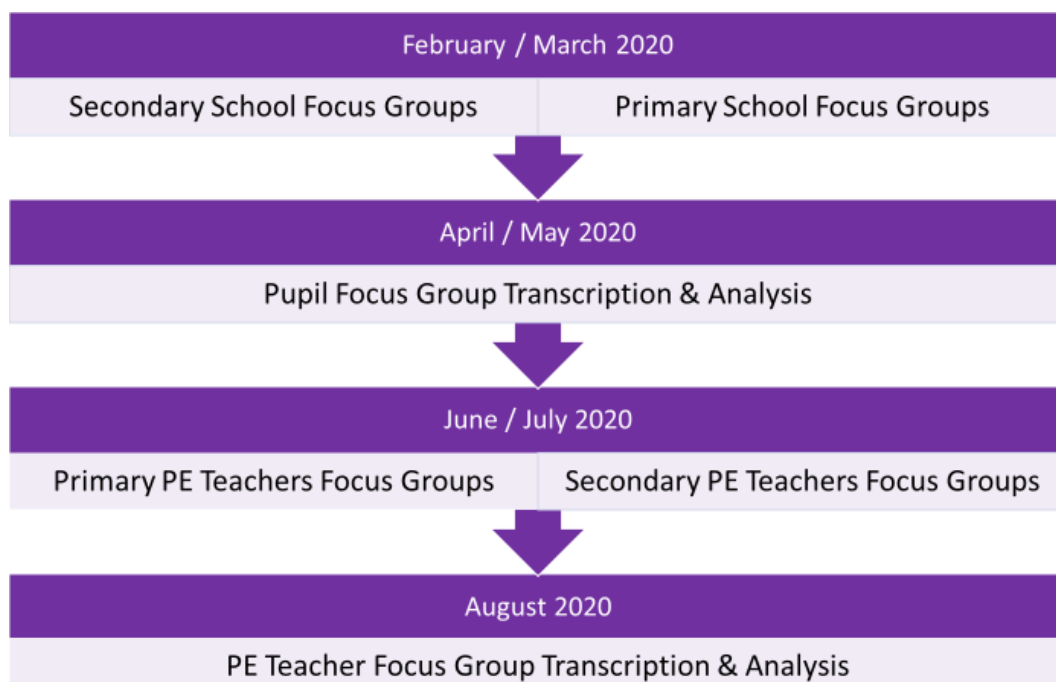 February / March 2020
Secondary School Focus Groups
Primary School Focus Groups
April / May 2020
Pupil Focus Group Transcription & Analysis
June / July 2020
Primary PE Teachers Focus Groups
Secondary PE Teachers Focus Groups
August 2020
PE Teacher Focus Group Transcription & Analysis